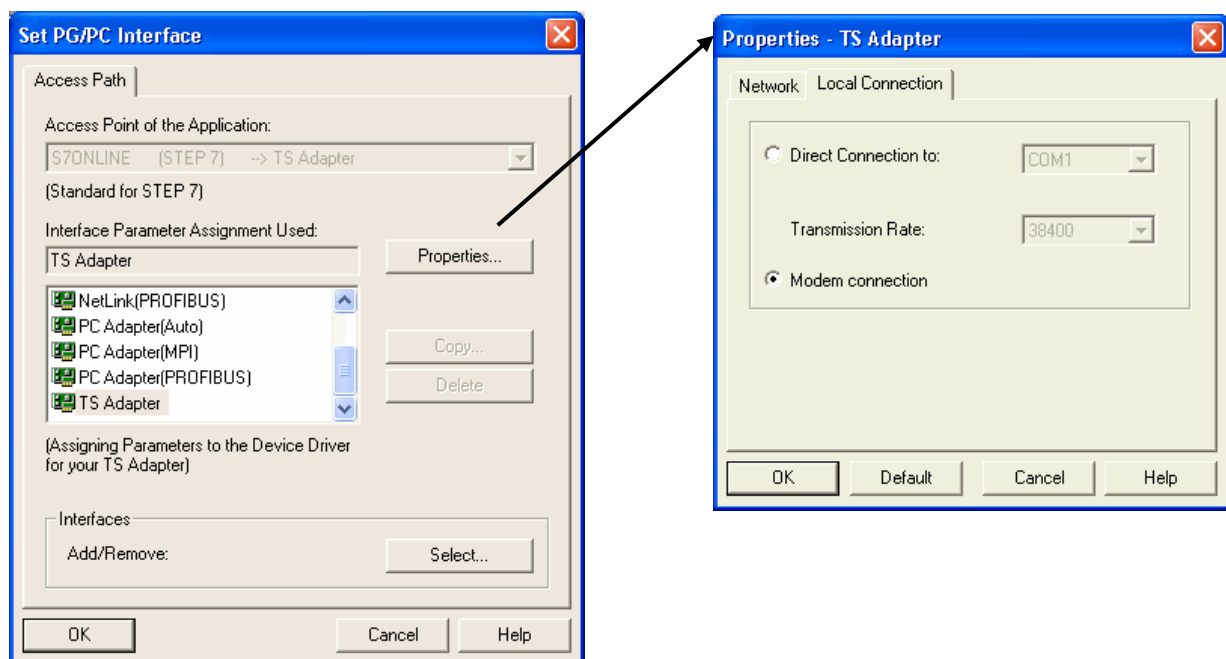 Set PG/PC Interface
Access Path
Access Point of the Application:
S7ONLINE (STEP 7) --> TS Adapter
(Standard for STEP 7)
Interface Parameter Assignment Used:
TS Adapter
Properties...
NetLink(PROFIBUS)
PC Adapter(Auto)
PC Adapter(MPI)
PC Adapter(PROFIBUS)
TS Adapter
Copy...
Delete
(Assigning Parameters to the Device Driver
for your TS Adapter)
Interfaces
Add/Remove:
Select...
OK
Cancel
Help
Properties - TS Adapter
Network
Local Connection
Direct Connection to:
COM1
Transmission Rate:
38400
Modem connection
OK
Default
Cancel
Help